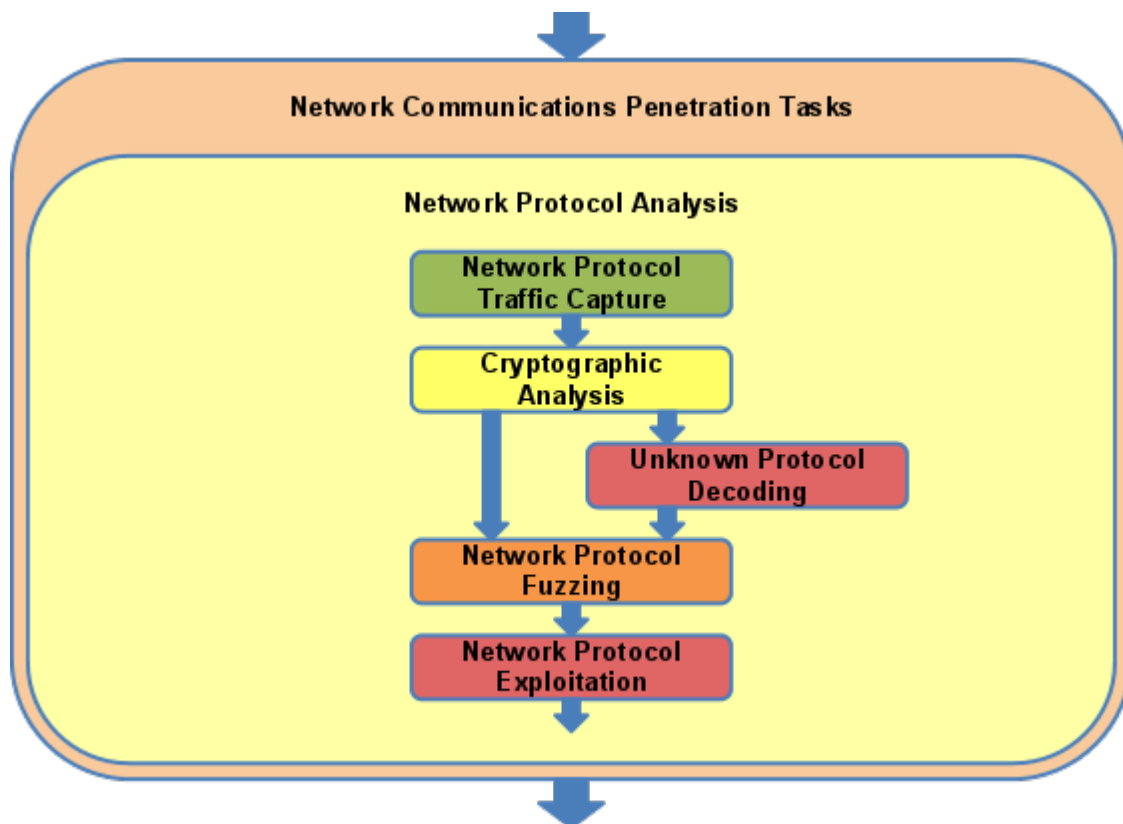 Network Communications Penetration Tasks
Network Protocol Analysis
Network Protocol
Traffic Capture
Cryptographic
Analysis
Unknown Protocol
Decoding
Network Protocol
Fuzzing
Network Protocol
Exploitation